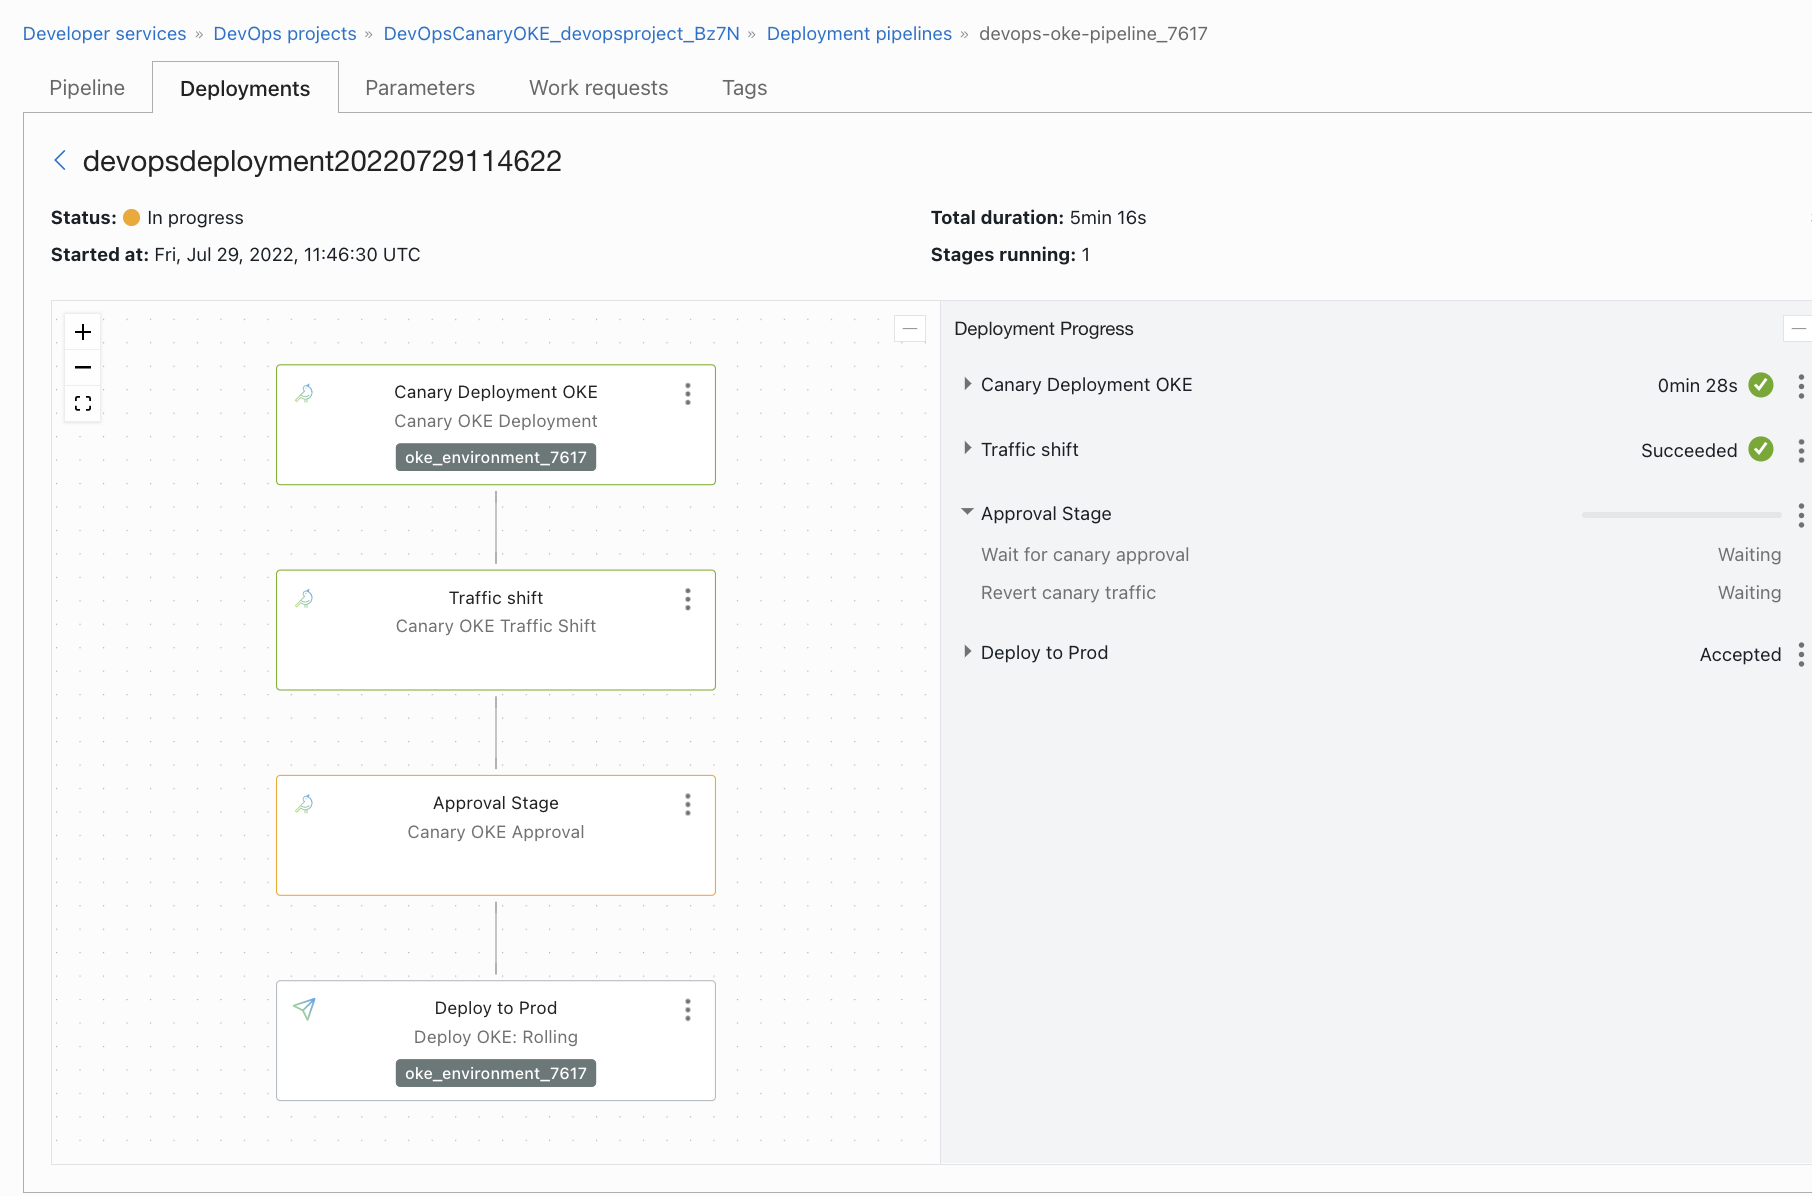 Developer services » DevOps projects » DevOpsCanaryOKE_devopsproject_Bz7N » Deployment pipelines » devops-oke-pipeline_7617
Pipeline Deployments Parameters Work requests Tags
devopsdeployment20220729114622
Status: In progress
Started at: Fri, Jul 29, 2022, 11:46:30 UTC
Total duration: 5min 16s
Stages running: 1
Canary Deployment OKE
Canary OKE Deployment
oke_environment_7617
Traffic shift
Canary OKE Traffic Shift
Approval Stage
Canary OKE Approval
Deploy to Prod
Deploy OKE: Rolling
oke_environment_7617
Deployment Progress
Canary Deployment OKE 0min 28s
Traffic shift Succeeded
Approval Stage
Wait for canary approval Waiting
Revert canary traffic Waiting
Deploy to Prod Accepted